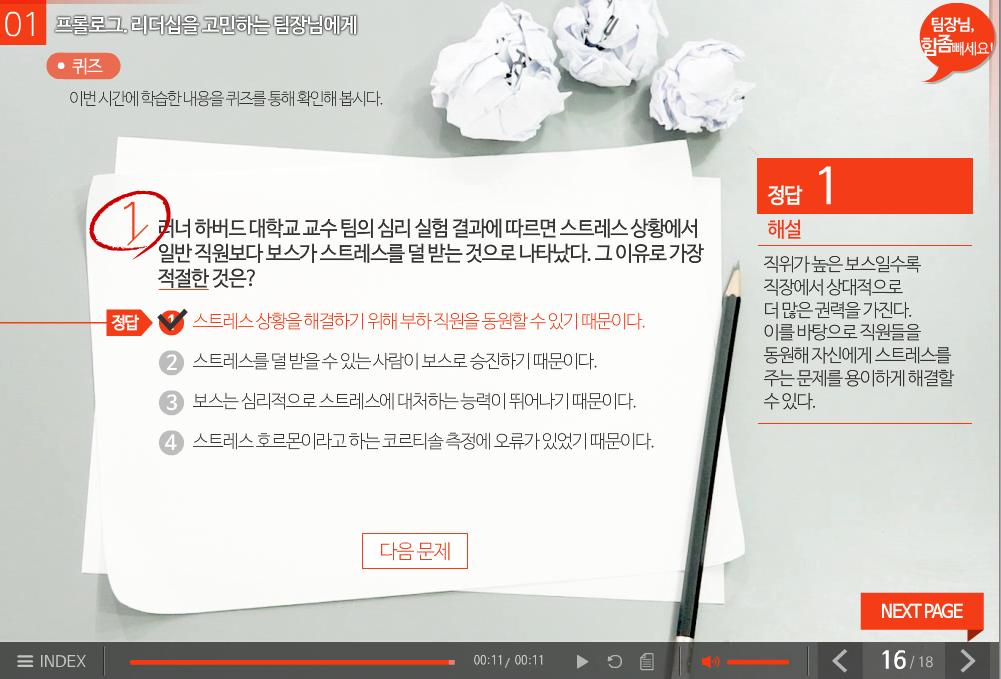 01 프롤로그. 리더십을 고민하는 팀장님에게
팀장님,
힘좀빼세요!
• 퀴즈
이번 시간에 학습한 내용을 퀴즈를 통해 확인해 봅시다.
1
러너 하버드 대학교 교수 팀의 심리 실험 결과에 따르면 스트레스 상황에서
일반 직원보다 보스가 스트레스를 덜 받는 것으로 나타났다. 그 이유로 가장
적절한 것은?
정답 1 스트레스 상황을 해결하기 위해 부하 직원을 동원할 수 있기 때문이다.
2 스트레스를 덜 받을 수 있는 사람이 보스로 승진하기 때문이다.
3 보스는 심리적으로 스트레스에 대처하는 능력이 뛰어나기 때문이다.
4 스트레스 호르몬이라고 하는 코르티솔 측정에 오류가 있었기 때문이다.
다음 문제
정답 1
해설
직위가 높은 보스일수록
직장에서 상대적으로
더 많은 권력을 가진다.
이를 바탕으로 직원들을
동원해 자신에게 스트레스를
주는 문제를 용이하게 해결할
수 있다.
NEXT PAGE
INDEX
00:11 / 00:11
16 / 18